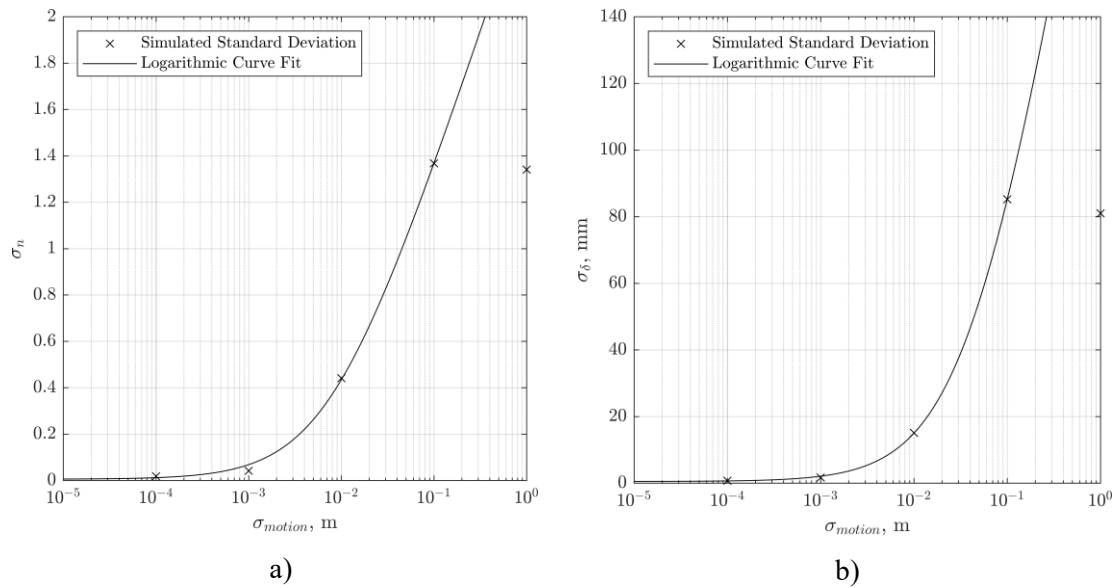 2
1.8
1.6
1.4
1.2
1
0.8
0.6
0.4
0.2
0
σn
× Simulated Standard Deviation
Logarithmic Curve Fit
10⁻⁵ 10⁻⁴ 10⁻³ 10⁻² 10⁻¹ 10⁰
σmotion, m
a)
140
120
100
80
60
40
20
0
σδ, mm
× Simulated Standard Deviation
Logarithmic Curve Fit
10⁻⁵ 10⁻⁴ 10⁻³ 10⁻² 10⁻¹ 10⁰
σmotion, m
b)